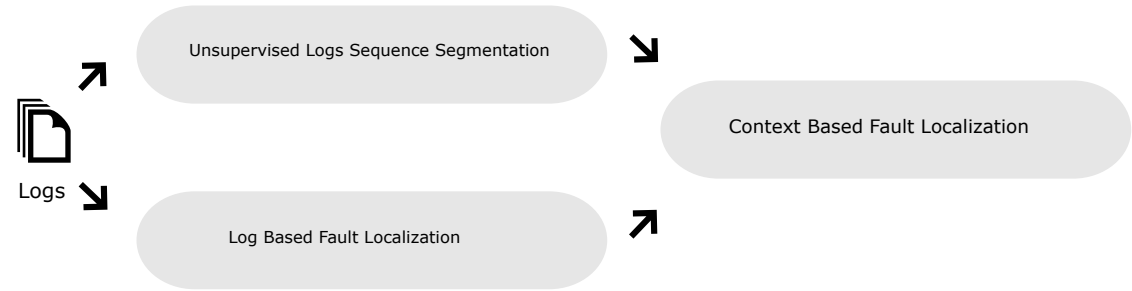 Unsupervised Logs Sequence Segmentation
Context Based Fault Localization
Logs
Log Based Fault Localization